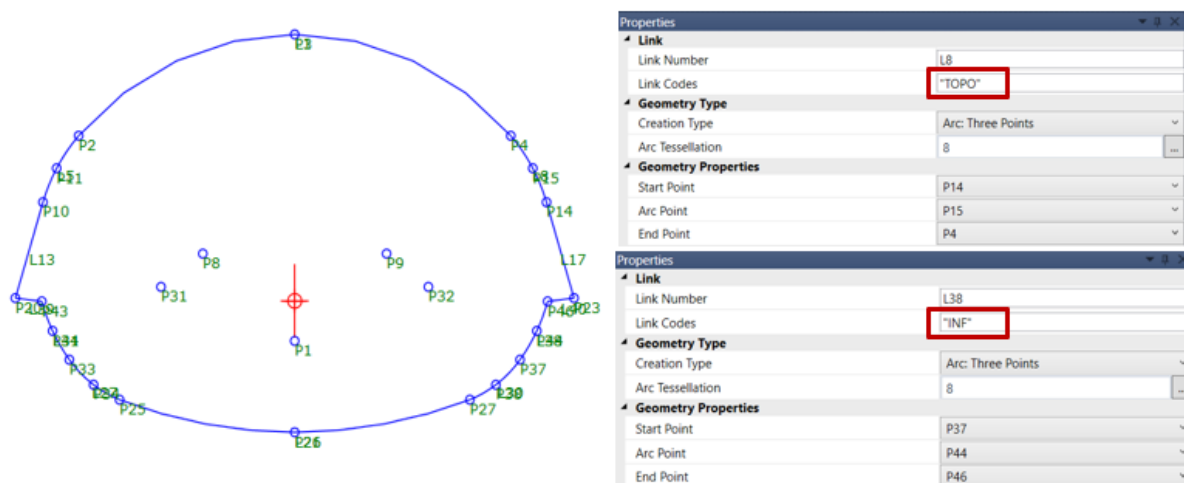 P2
P4
P11
P15
P10
P14
L13
L17
P8
P9
P31
P32
P23
P1
P33
P37
P25
P27
Properties
Link
Link Number L8
Link Codes "TOPO"
Geometry Type
Creation Type Arc: Three Points
Arc Tessellation 8 ...
Geometry Properties
Start Point P14
Arc Point P15
End Point P4
Properties
Link
Link Number L38
Link Codes "INF"
Geometry Type
Creation Type Arc: Three Points
Arc Tessellation 8
Geometry Properties
Start Point P37
Arc Point P44
End Point P46